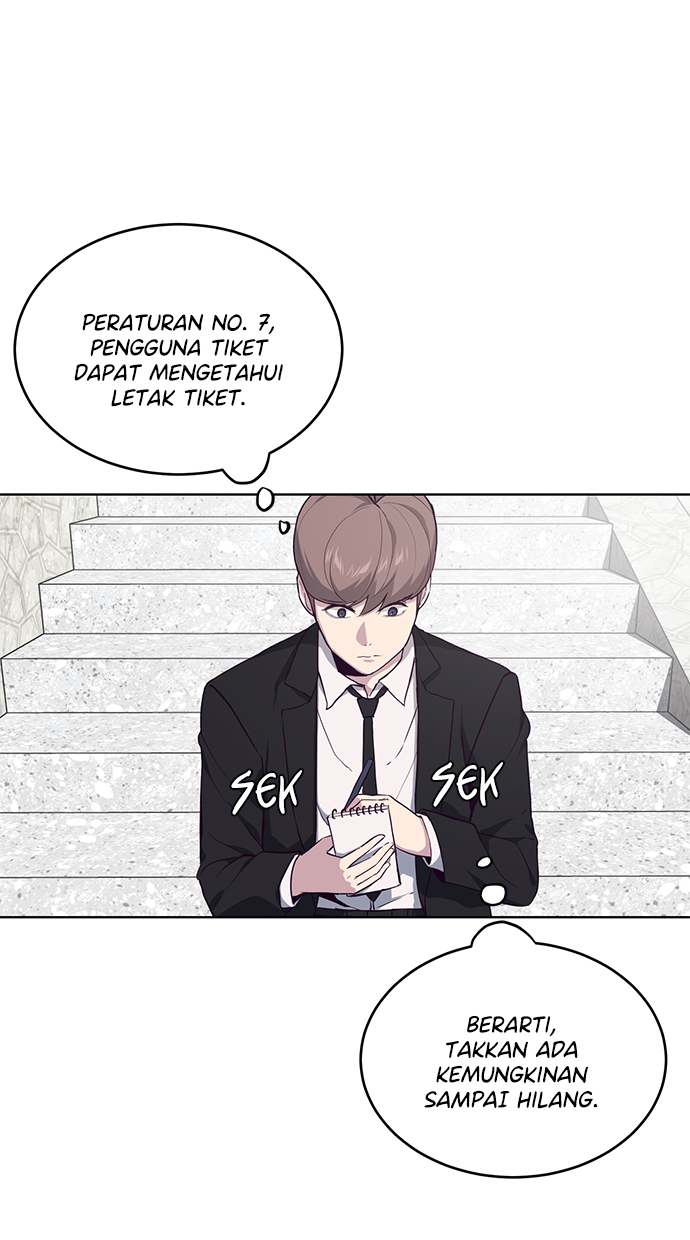 PERATURAN NO. 7,
PENGGUNA TIKET
DAPAT MENGETAHUI
LETAK TIKET.
SEK
SEK
BERARTI,
TAKKAN ADA
KEMUNGKINAN
SAMPAI HILANG.